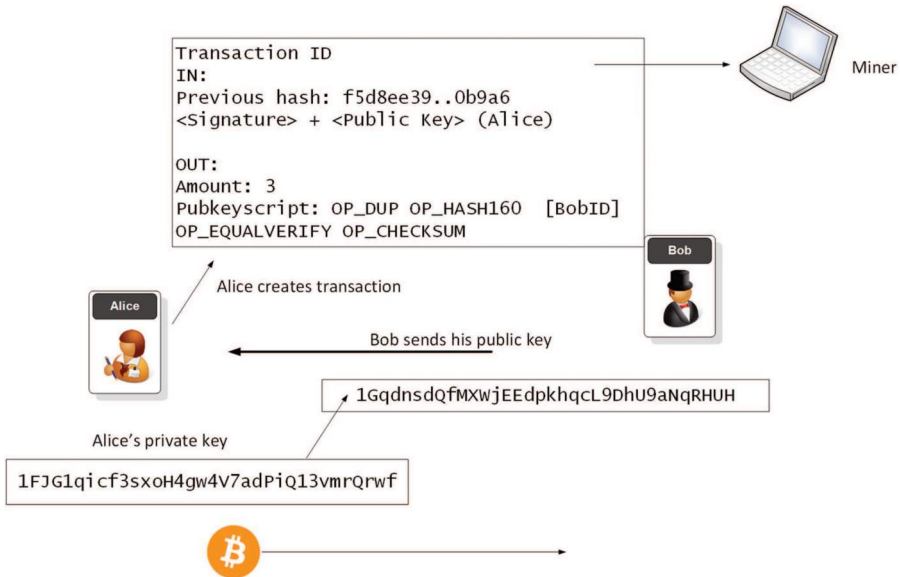 Transaction ID
IN:
Previous hash: f5d8ee39..0b9a6
<Signature> + <Public Key> (Alice)
OUT:
Amount: 3
Pubkeyscript: OP_DUP OP_HASH160 [BobID]
OP_EQUALVERIFY OP_CHECKSUM
Miner
Bob
Alice creates transaction
Alice
Bob sends his public key
1GqdnsdQfMXWjEEdpkhqcL9DhU9aNqRHUH
Alice's private key
1FJG1qicf3sxoH4gw4V7adPiQ13vmrQrwf